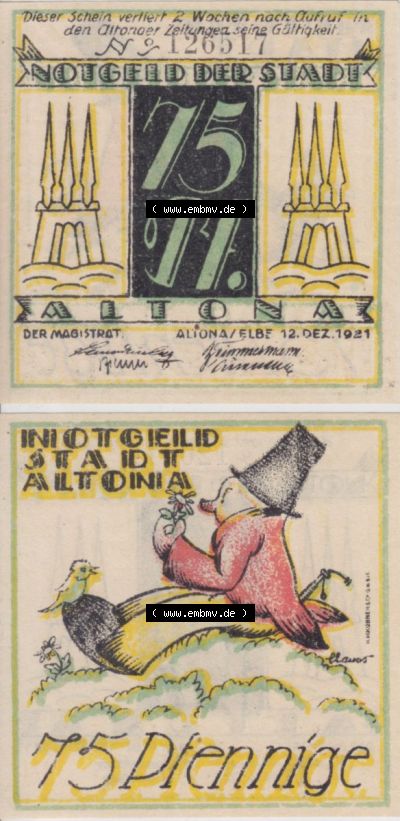 Dieser Schein verliert 2 Wochen nach Aufruf in
den Altonaer Zeitungen seine Gültigkeit.
No 126517
NOTGELD DER STADT
75
Pf.
( www.embmv.de )
ALTONA
DER MAGISTRAT. ALTONA/ELBE 12. DEZ. 1921
NOTGELD
STADT
ALTONA
( www.embmv.de )
75 Pfennige